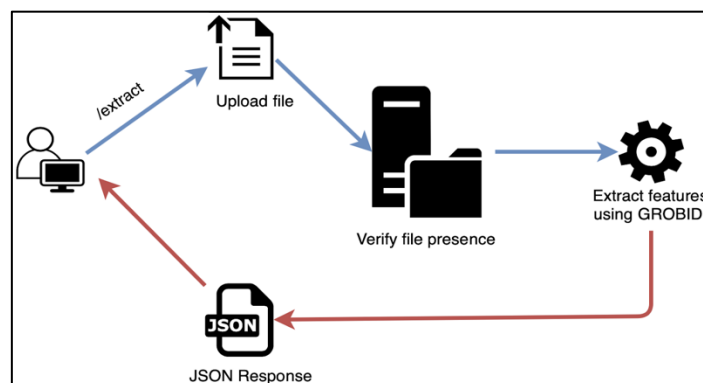 /extract
Upload file
Verify file presence
Extract features
using GROBID
JSON
JSON Response